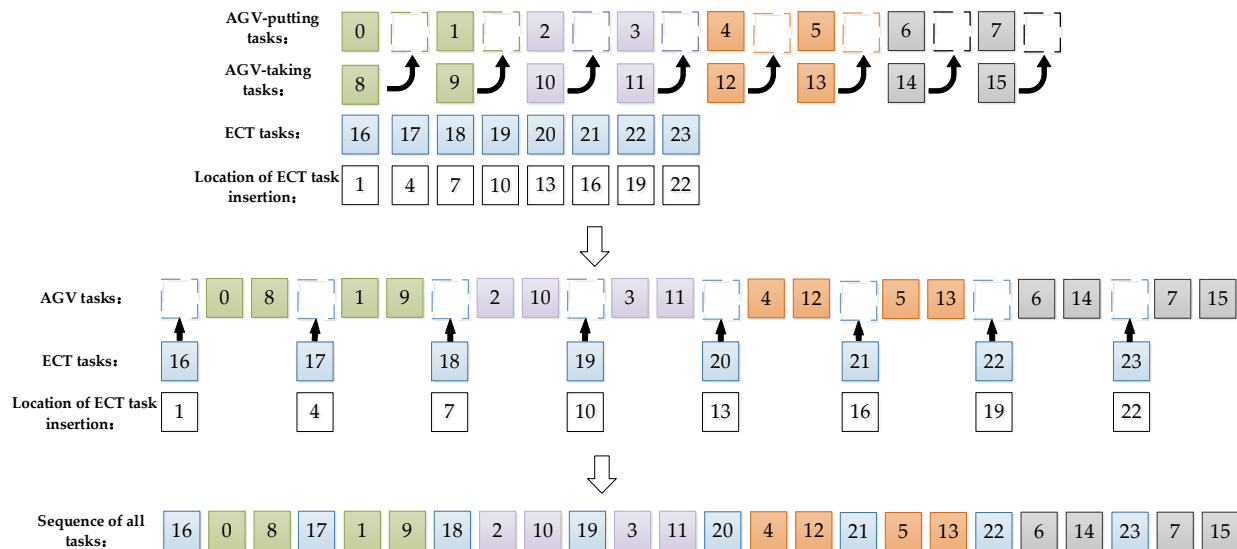 AGV-putting
tasks：
0 1 2 3 4 5 6 7
AGV-taking
tasks：
8 9 10 11 12 13 14 15
ECT tasks：
16 17 18 19 20 21 22 23
Location of ECT task
insertion：
1 4 7 10 13 16 19 22
AGV tasks：
0 8 1 9 2 10 3 11 4 12 5 13 6 14 7 15
ECT tasks：
16 17 18 19 20 21 22 23
Location of ECT task
insertion：
1 4 7 10 13 16 19 22
Sequence of all
tasks：
16 0 8 17 1 9 18 2 10 19 3 11 20 4 12 21 5 13 22 6 14 23 7 15